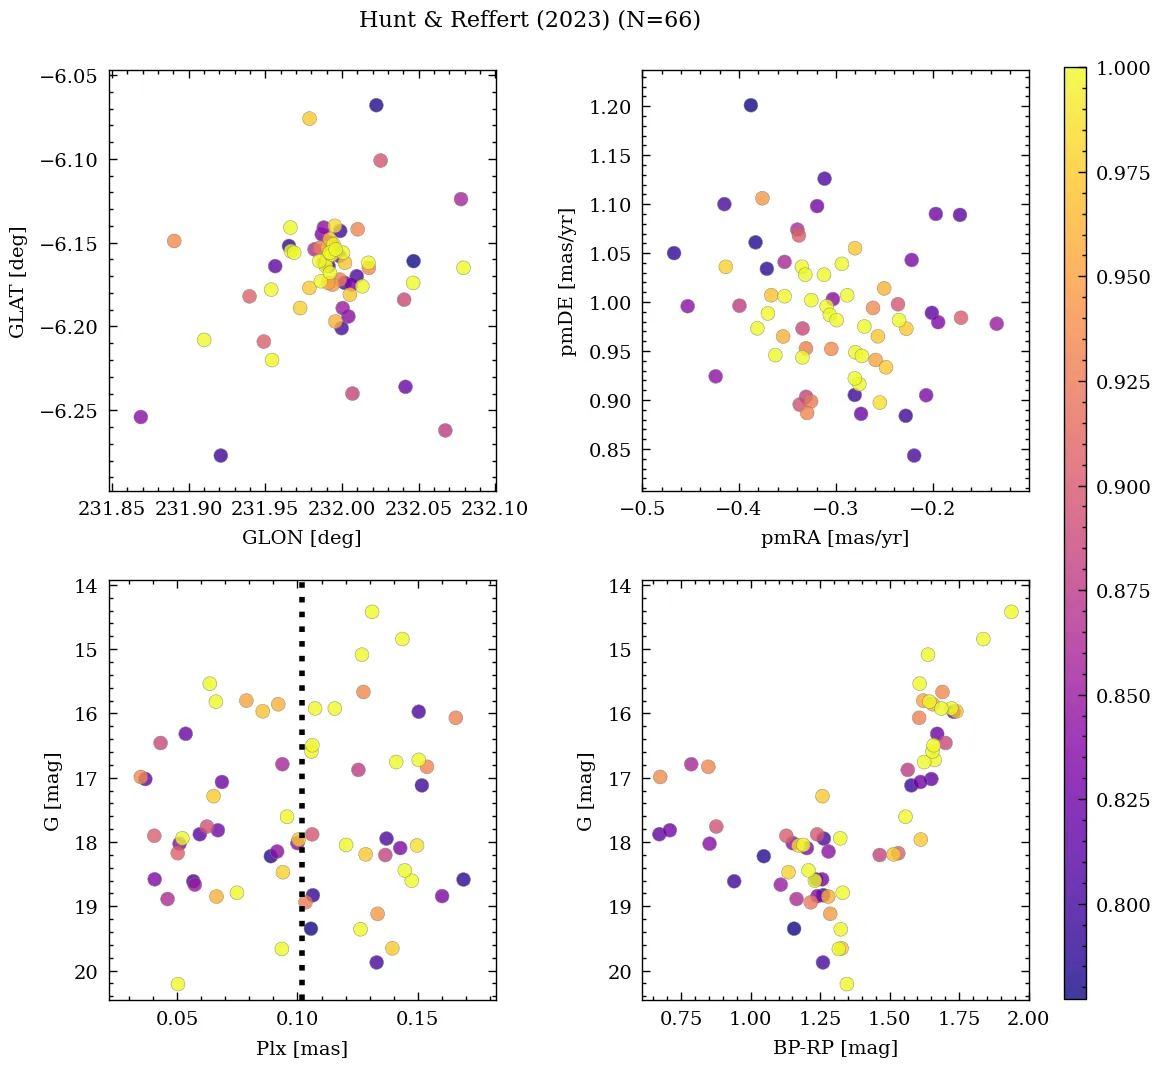 Hunt & Reffert (2023) (N=66)
−6.05
−6.10
−6.15
−6.20
−6.25
GLAT [deg]
231.85 231.90 231.95 232.00 232.05 232.10
GLON [deg]
1.20
1.15
1.10
1.05
1.00
0.95
0.90
0.85
pmDE [mas/yr]
−0.5 −0.4 −0.3 −0.2
pmRA [mas/yr]
14
15
16
17
18
19
20
G [mag]
0.05 0.10 0.15
Plx [mas]
14
15
16
17
18
19
20
G [mag]
0.75 1.00 1.25 1.50 1.75 2.00
BP-RP [mag]
1.000
0.975
0.950
0.925
0.900
0.875
0.850
0.825
0.800